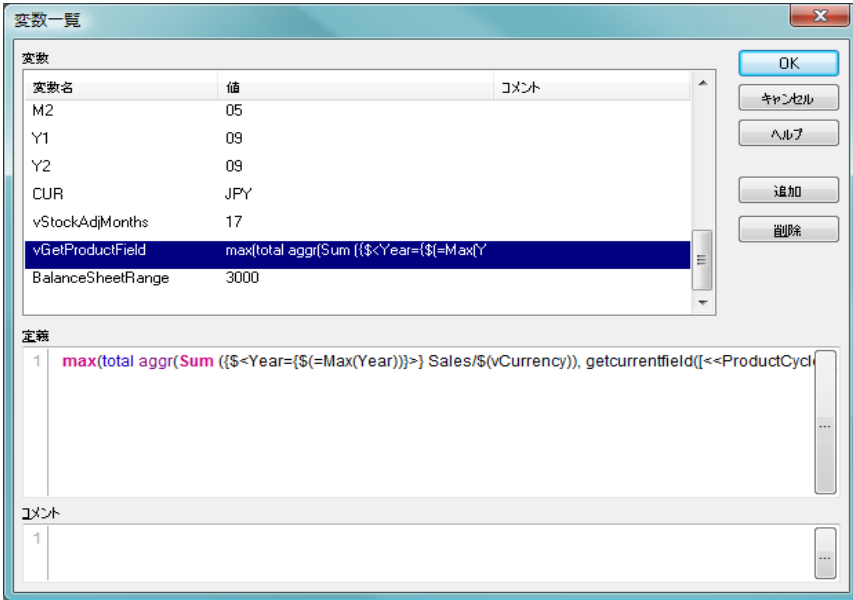 変数一覧
変数
OK
変数名 値 コメント
キャンセル
M2 05
ヘルプ
Y1 09
Y2 09
CUR JPY
追加
vStockAdjMonths 17
削除
vGetProductField max(total aggr(Sum ({$<Year={$(=Max(Y
BalanceSheetRange 3000
定義
1 max(total aggr(Sum ({$<Year={$(=Max(Year))}>} Sales/$(vCurrency)), getcurrentfield([<<ProductCycl
...
コメント
1
...